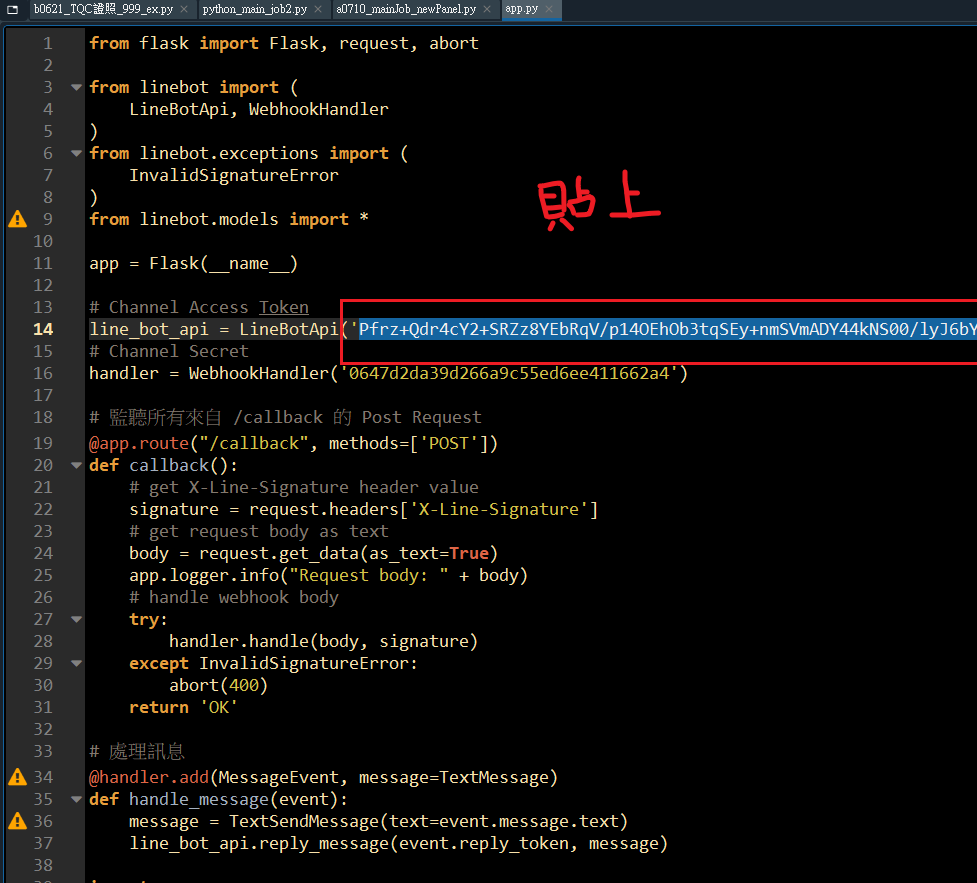 b0621_TQC證照_999_ex.py × python_main_job2.py × a0710_mainJob_newPanel.py × app.py ×
1 from flask import Flask, request, abort
2
3 from linebot import (
4     LineBotApi, WebhookHandler
5 )
6 from linebot.exceptions import (
7     InvalidSignatureError
8 )
貼上
9 from linebot.models import *
10
11 app = Flask(__name__)
12
13 # Channel Access Token
14 line_bot_api = LineBotApi('Pfrz+Qdr4cY2+SRZz8YEbRqV/p14OEhOb3tqSEy+nmSVmADY44kNS00/lyJ6bY
15 # Channel Secret
16 handler = WebhookHandler('0647d2da39d266a9c55ed6ee411662a4')
17
18 # 監聽所有來自 /callback 的 Post Request
19 @app.route("/callback", methods=['POST'])
20 def callback():
21     # get X-Line-Signature header value
22     signature = request.headers['X-Line-Signature']
23     # get request body as text
24     body = request.get_data(as_text=True)
25     app.logger.info("Request body: " + body)
26     # handle webhook body
27     try:
28         handler.handle(body, signature)
29     except InvalidSignatureError:
30         abort(400)
31     return 'OK'
32
33 # 處理訊息
34 @handler.add(MessageEvent, message=TextMessage)
35 def handle_message(event):
36     message = TextSendMessage(text=event.message.text)
37     line_bot_api.reply_message(event.reply_token, message)
38